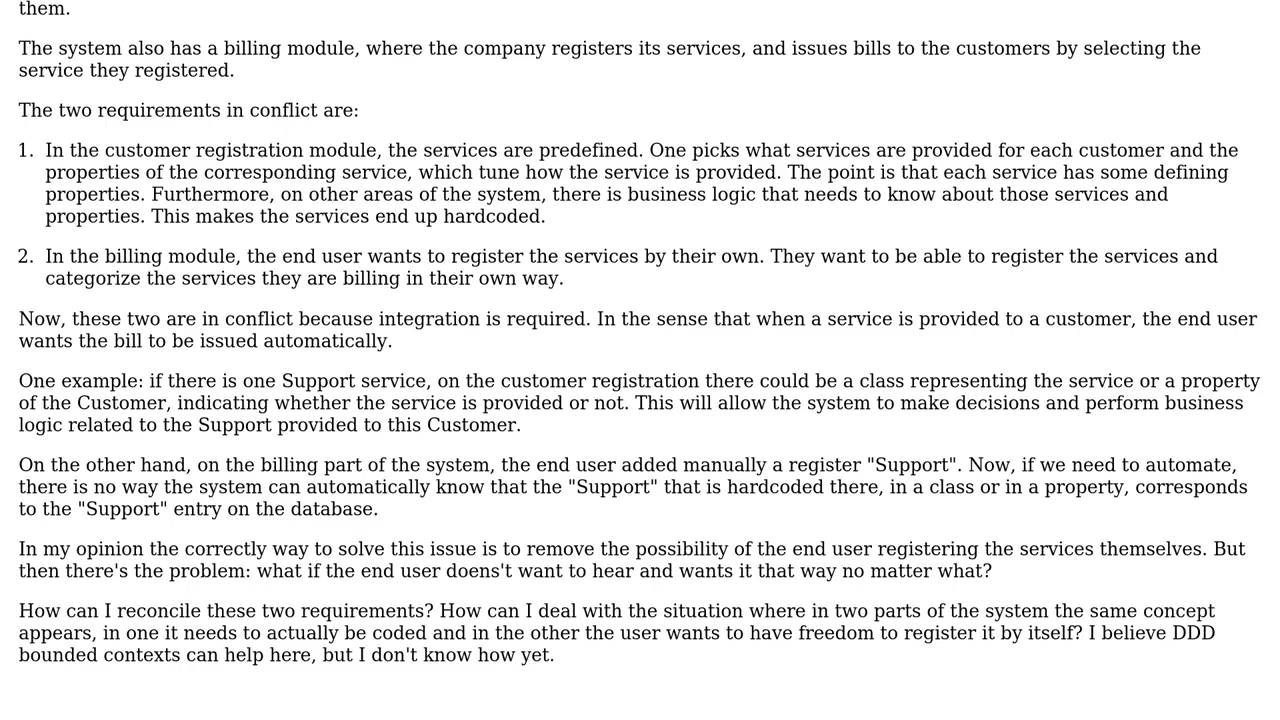 them.
The system also has a billing module, where the company registers its services, and issues bills to the customers by selecting the
service they registered.
The two requirements in conflict are:
1. In the customer registration module, the services are predefined. One picks what services are provided for each customer and the
properties of the corresponding service, which tune how the service is provided. The point is that each service has some defining
properties. Furthermore, on other areas of the system, there is business logic that needs to know about those services and
properties. This makes the services end up hardcoded.
2. In the billing module, the end user wants to register the services by their own. They want to be able to register the services and
categorize the services they are billing in their own way.
Now, these two are in conflict because integration is required. In the sense that when a service is provided to a customer, the end user
wants the bill to be issued automatically.
One example: if there is one Support service, on the customer registration there could be a class representing the service or a property
of the Customer, indicating whether the service is provided or not. This will allow the system to make decisions and perform business
logic related to the Support provided to this Customer.
On the other hand, on the billing part of the system, the end user added manually a register "Support". Now, if we need to automate,
there is no way the system can automatically know that the "Support" that is hardcoded there, in a class or in a property, corresponds
to the "Support" entry on the database.
In my opinion the correctly way to solve this issue is to remove the possibility of the end user registering the services themselves. But
then there's the problem: what if the end user doens't want to hear and wants it that way no matter what?
How can I reconcile these two requirements? How can I deal with the situation where in two parts of the system the same concept
appears, in one it needs to actually be coded and in the other the user wants to have freedom to register it by itself? I believe DDD
bounded contexts can help here, but I don't know how yet.